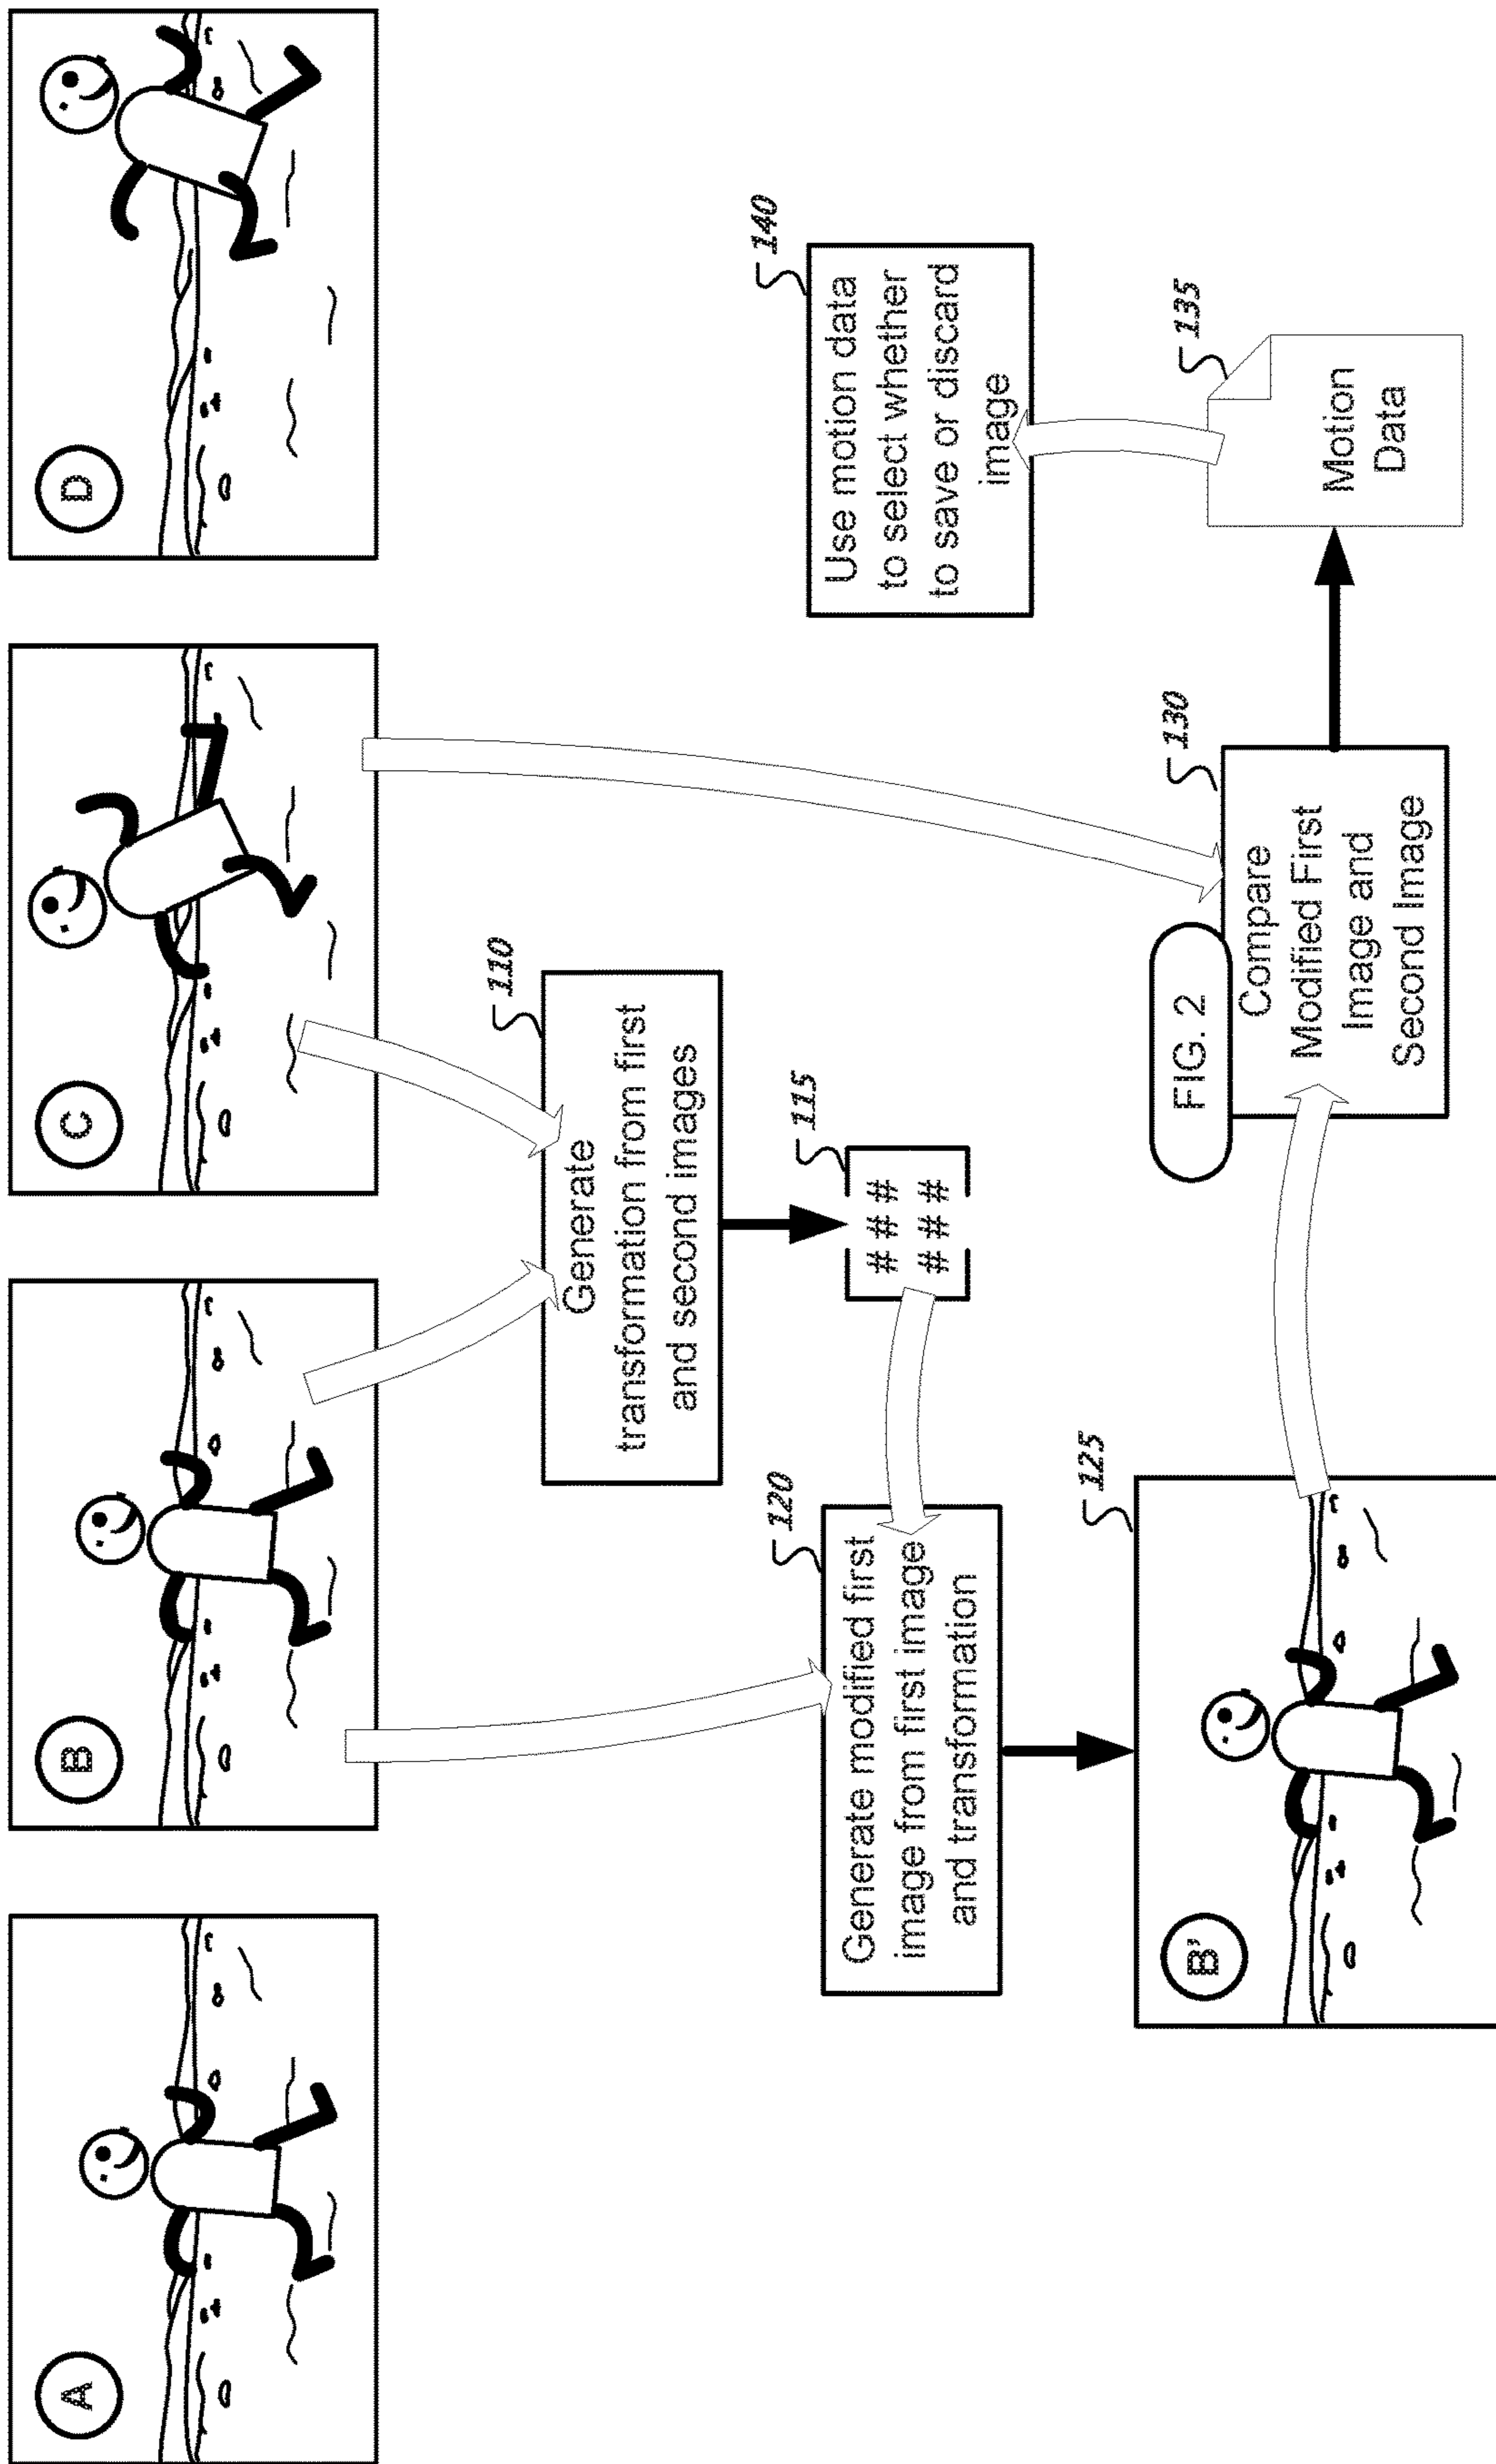 A
B
C
D
110
Generate
transformation from first
and second images
115
# # #
# # #
120
Generate modified first
image from first image
and transformation
125
B'
FIG. 2
130
Compare
Modified First
Image and
Second Image
135
Motion
Data
140
Use motion data
to select whether
to save or discard
image